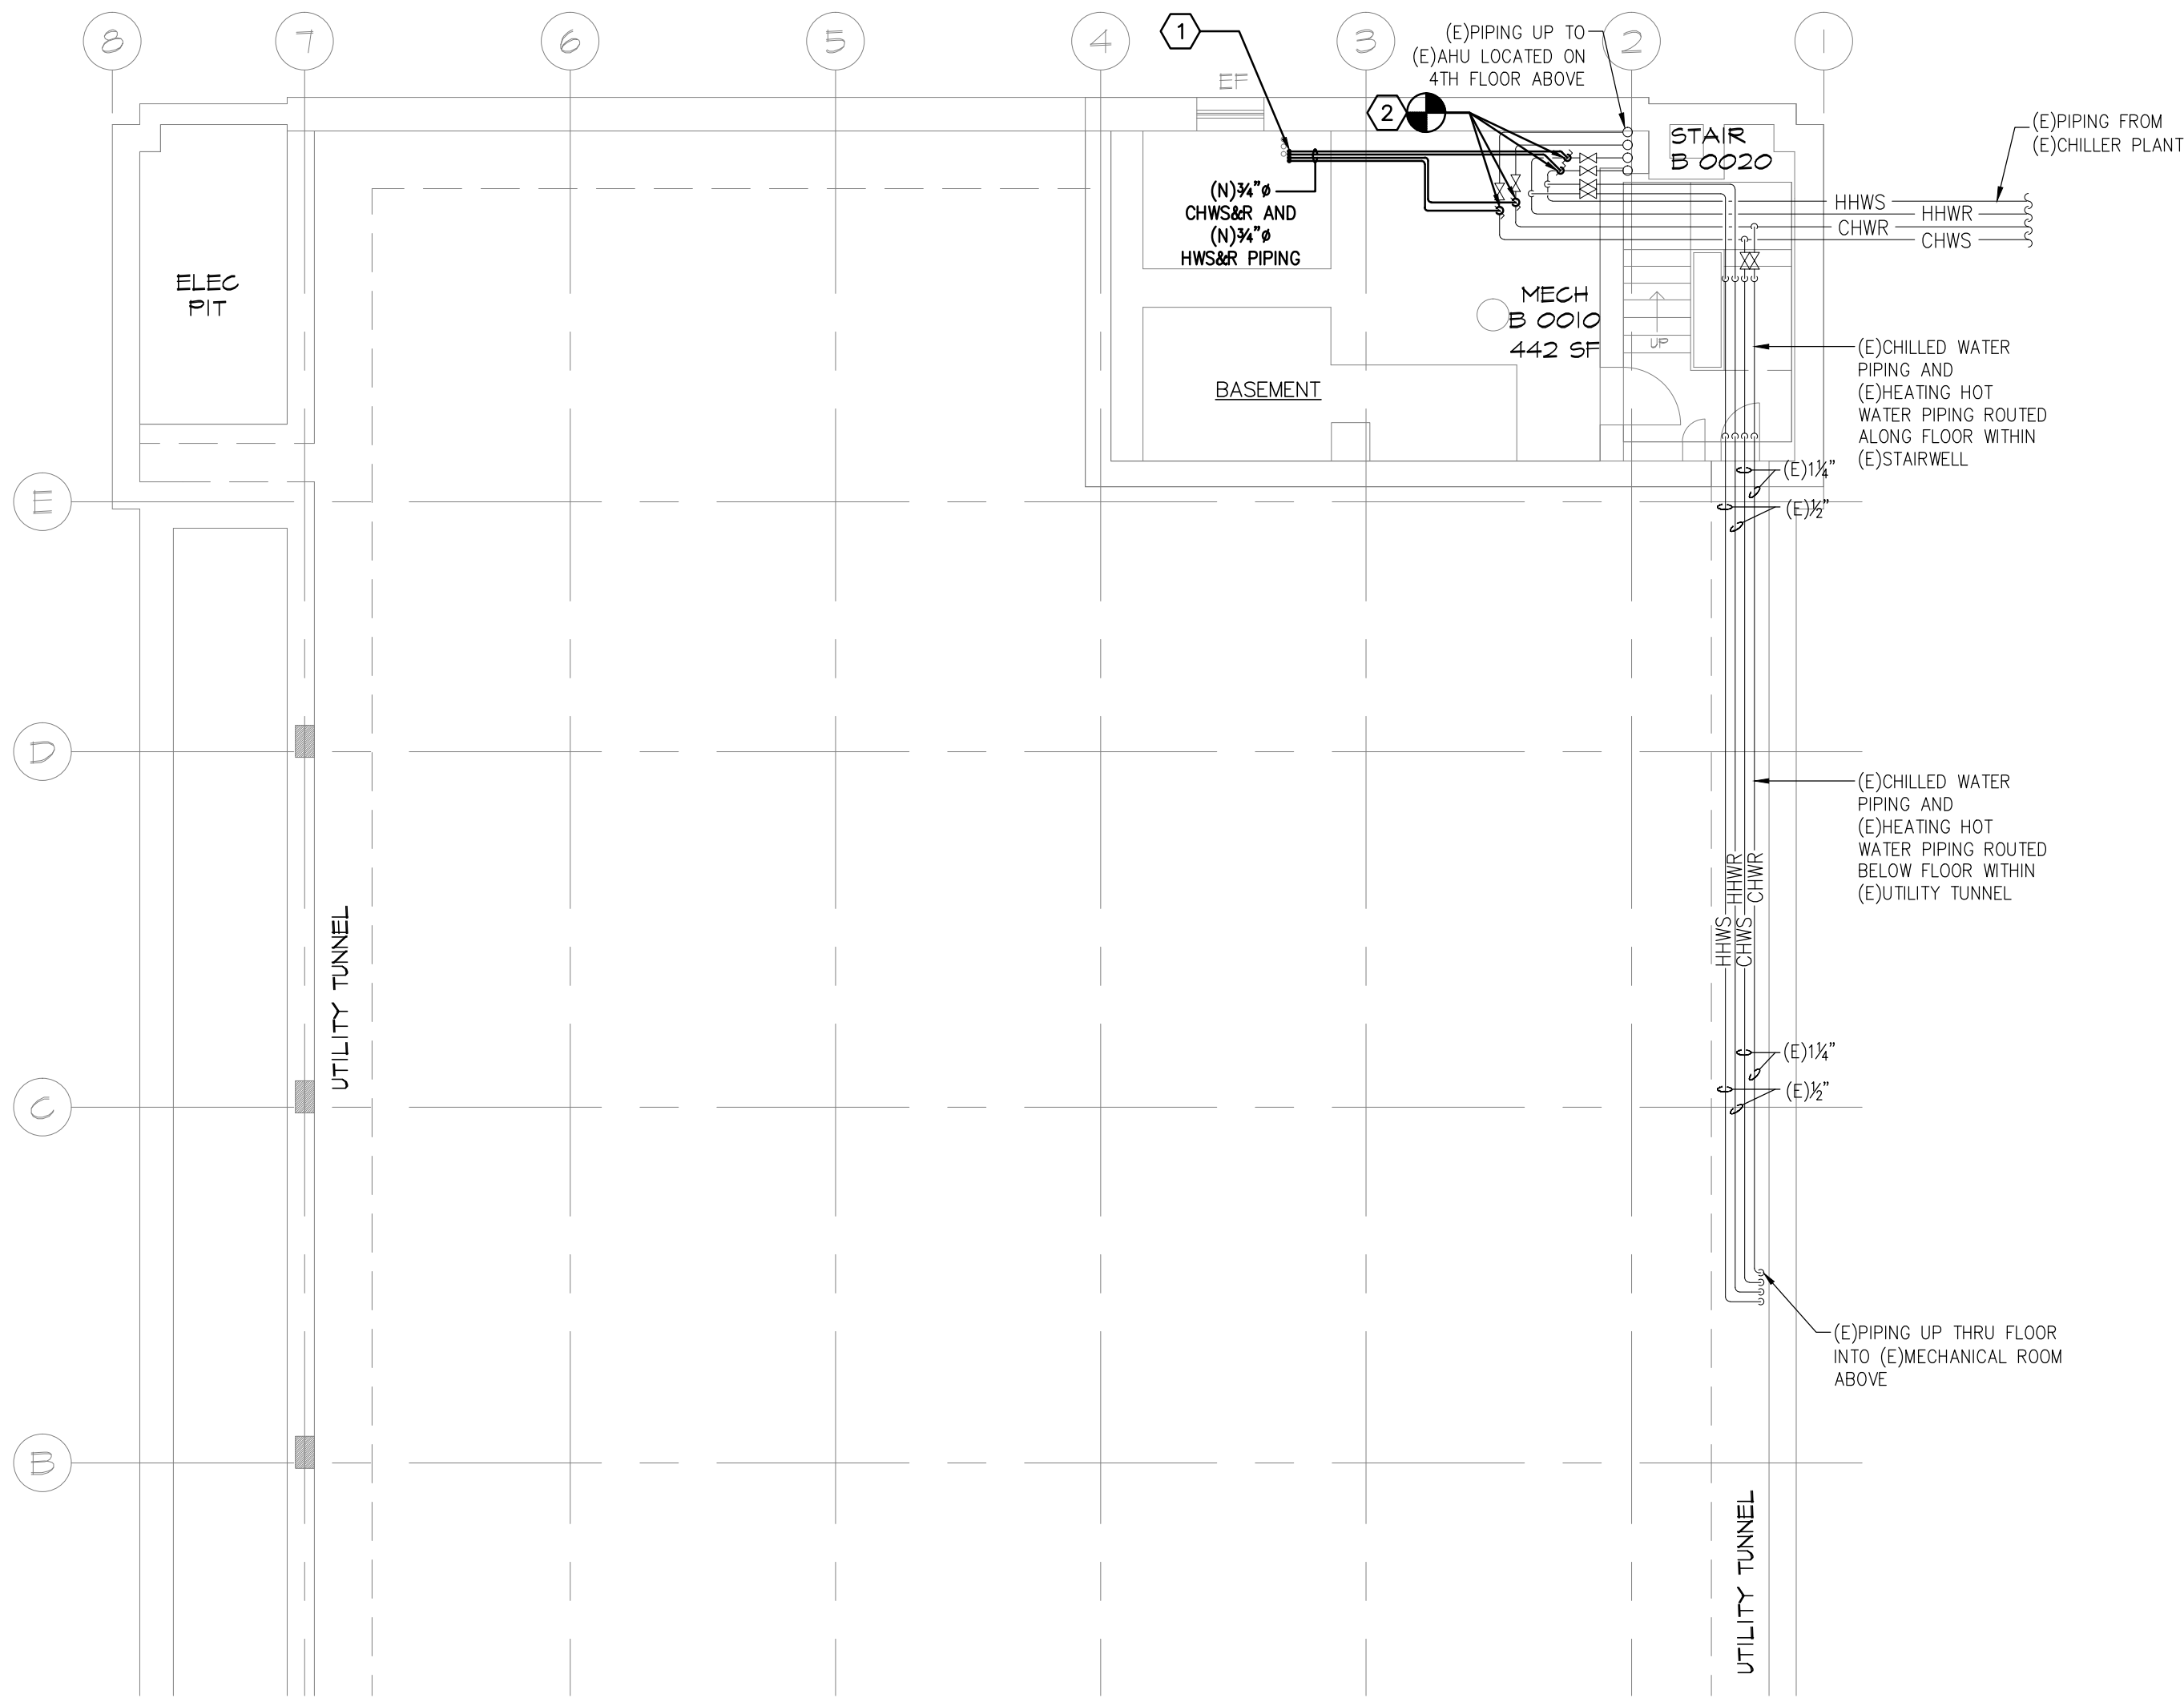 8
7
6
5
4
3
2
1
1
(E)PIPING UP TO
(E)AHU LOCATED ON
4TH FLOOR ABOVE
EF
2
STAIR
B 0020
(E)PIPING FROM
(E)CHILLER PLANT
(N)¾"ø
CHWS&R AND
(N)¾"ø
HWS&R PIPING
HHWS
HHWR
CHWR
CHWS
ELEC
PIT
MECH
B 0010
442 SF
UP
BASEMENT
(E)CHILLED WATER
PIPING AND
(E)HEATING HOT
WATER PIPING ROUTED
ALONG FLOOR WITHIN
(E)STAIRWELL
(E)1¼"
(E)½"
E
D
(E)CHILLED WATER
PIPING AND
(E)HEATING HOT
WATER PIPING ROUTED
BELOW FLOOR WITHIN
(E)UTILITY TUNNEL
HHWS
HHWR
CHWS
CHWR
UTILITY TUNNEL
(E)1¼"
(E)½"
C
(E)PIPING UP THRU FLOOR
INTO (E)MECHANICAL ROOM
ABOVE
B
UTILITY TUNNEL